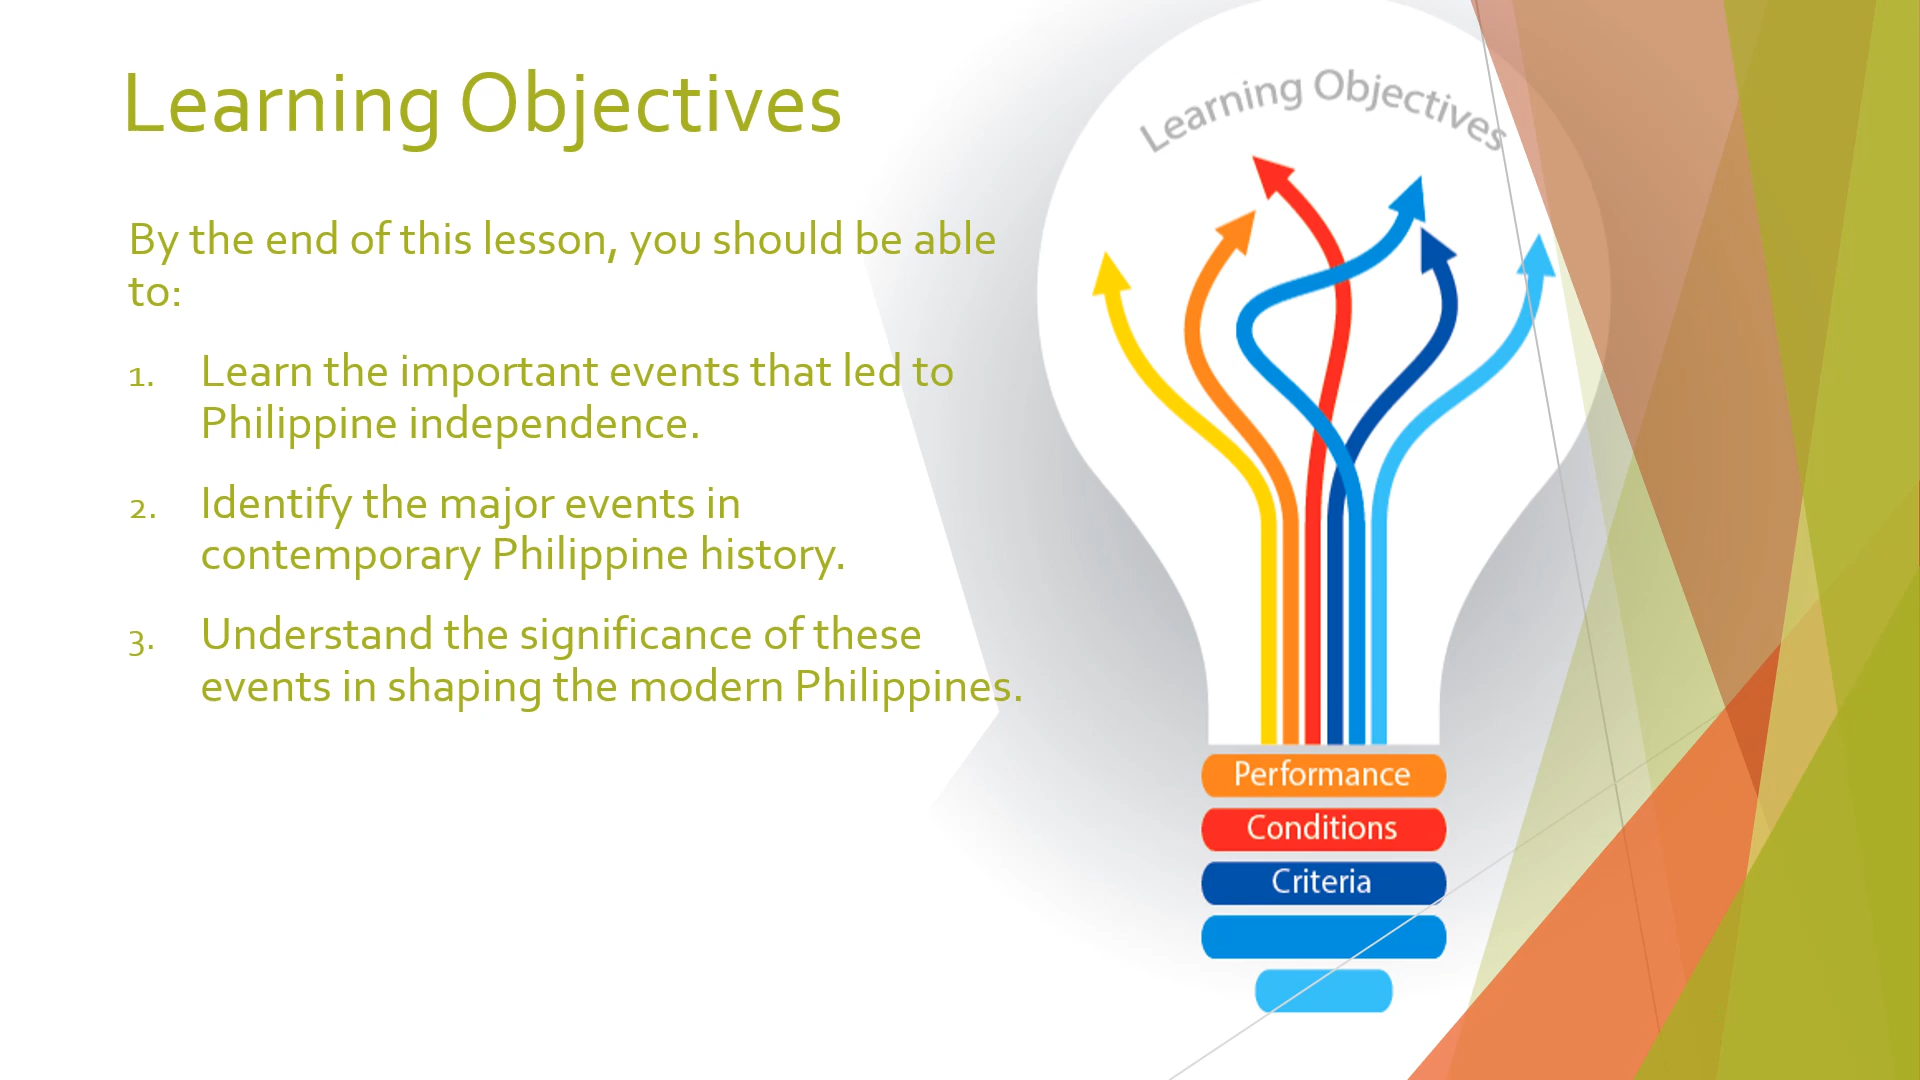 Learning Objectives
By the end of this lesson, you should be able
to:
1. Learn the important events that led to
Philippine independence.
2. Identify the major events in
contemporary Philippine history.
3. Understand the significance of these
events in shaping the modern Philippines.
Learning Objectives
Performance
Conditions
Criteria